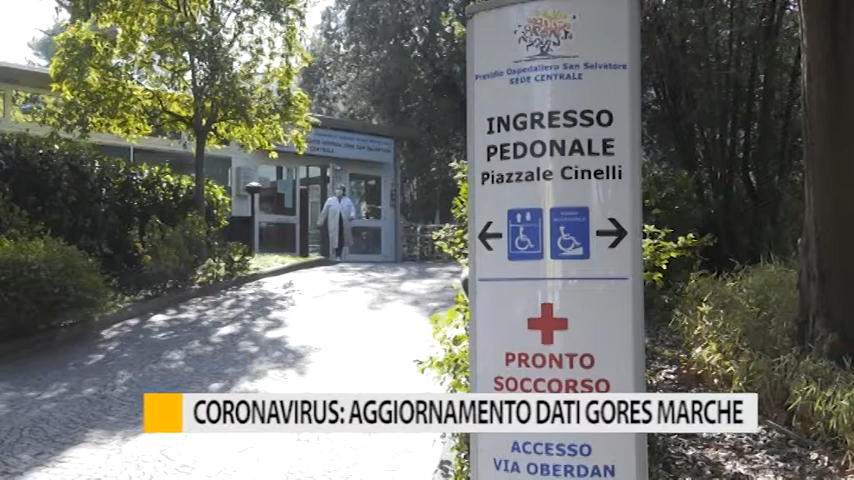 Presidio Ospedaliero San Salvatore
SEDE CENTRALE
INGRESSO
PEDONALE
Piazzale Cinelli
PRONTO
SOCCORSO
CORONAVIRUS: AGGIORNAMENTO DATI GORES MARCHE
ACCESSO
VIA OBERDAN